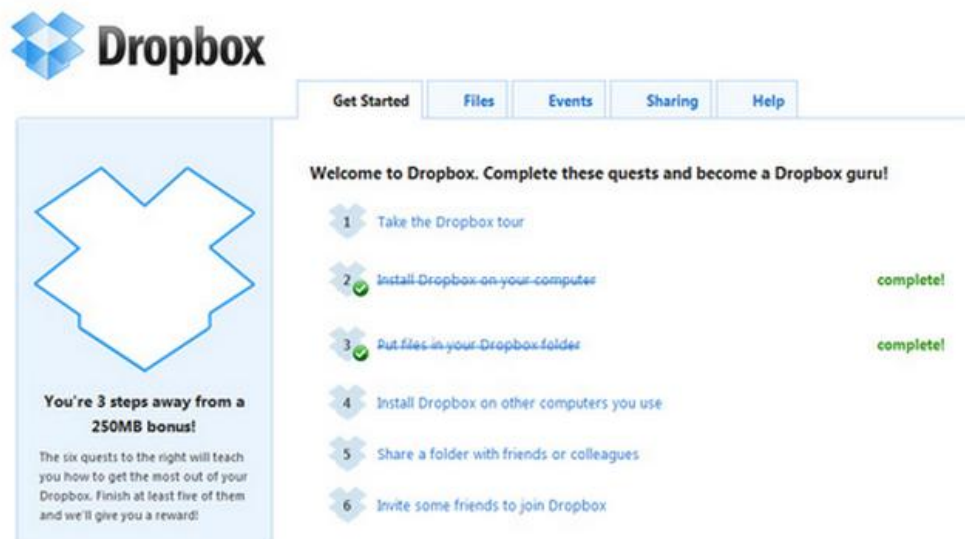 Dropbox
Get Started Files Events Sharing Help
Welcome to Dropbox. Complete these quests and become a Dropbox guru!
1 Take the Dropbox tour
2 Install Dropbox on your computer complete!
3 Put files in your Dropbox folder complete!
4 Install Dropbox on other computers you use
5 Share a folder with friends or colleagues
6 Invite some friends to join Dropbox
You're 3 steps away from a
250MB bonus!
The six quests to the right will teach
you how to get the most out of your
Dropbox. Finish at least five of them
and we'll give you a reward!